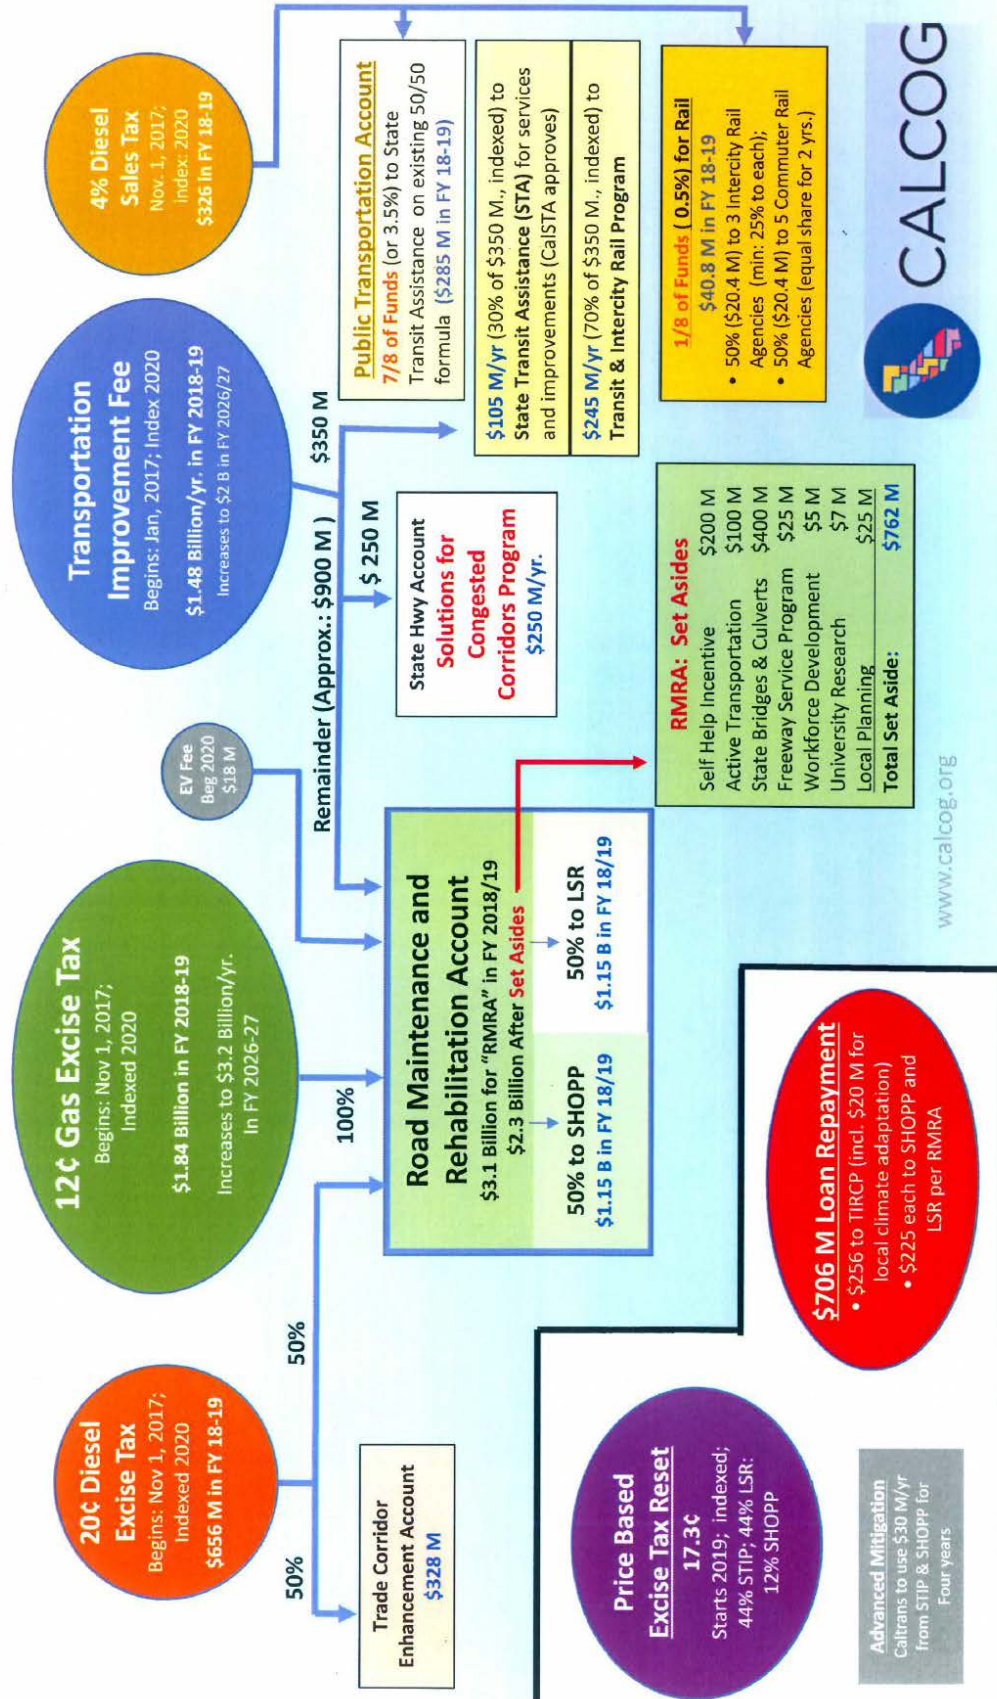 20¢ Diesel
Excise Tax
Begins: Nov 1, 2017;
Indexed 2020
$656 M in FY 18-19
12¢ Gas Excise Tax
Begins: Nov 1, 2017;
Indexed 2020
$1.84 Billion in FY 2018-19
Increases to $3.2 Billion/yr.
In FY 2026-27
EV Fee
Beg 2020
$18 M
Transportation
Improvement Fee
Begins: Jan, 2017; Index 2020
$1.48 Billion/yr. in FY 2018-19
Increases to $2 B in FY 2026/27
4% Diesel
Sales Tax
Nov. 1, 2017;
index: 2020
$326 in FY 18-19
50%
50%
100%
Remainder (Approx.: $900 M )
$ 250 M
$350 M
Trade Corridor
Enhancement Account
$328 M
Road Maintenance and
Rehabilitation Account
$3.1 Billion for “RMRA” in FY 2018/19
$2.3 Billion After Set Asides
50% to SHOPP
$1.15 B in FY 18/19
50% to LSR
$1.15 B in FY 18/19
State Hwy Account
Solutions for
Congested
Corridors Program
$250 M/yr.
Public Transportation Account
7/8 of Funds (or 3.5%) to State
Transit Assistance on existing 50/50
formula ($285 M in FY 18-19)
$105 M/yr (30% of $350 M., indexed) to
State Transit Assistance (STA) for services
and improvements (CalSTA approves)
$245 M/yr (70% of $350 M., indexed) to
Transit & Intercity Rail Program
1/8 of Funds ( 0.5%) for Rail
$40.8 M in FY 18-19
• 50% ($20.4 M) to 3 Intercity Rail
Agencies (min: 25% to each);
• 50% ($20.4 M) to 5 Commuter Rail
Agencies (equal share for 2 yrs.)
RMRA: Set Asides
Self Help Incentive $200 M
Active Transportation $100 M
State Bridges & Culverts $400 M
Freeway Service Program $25 M
Workforce Development $5 M
University Research $7 M
Local Planning $25 M
Total Set Aside: $762 M
Price Based
Excise Tax Reset
17.3¢
Starts 2019; indexed;
44% STIP; 44% LSR:
12% SHOPP
$706 M Loan Repayment
• $256 to TIRCP (incl. $20 M for
local climate adaptation)
• $225 each to SHOPP and
LSR per RMRA
Advanced Mitigation
Caltrans to use $30 M/yr
from STIP & SHOPP for
Four years
www.calcog.org
CALCOG